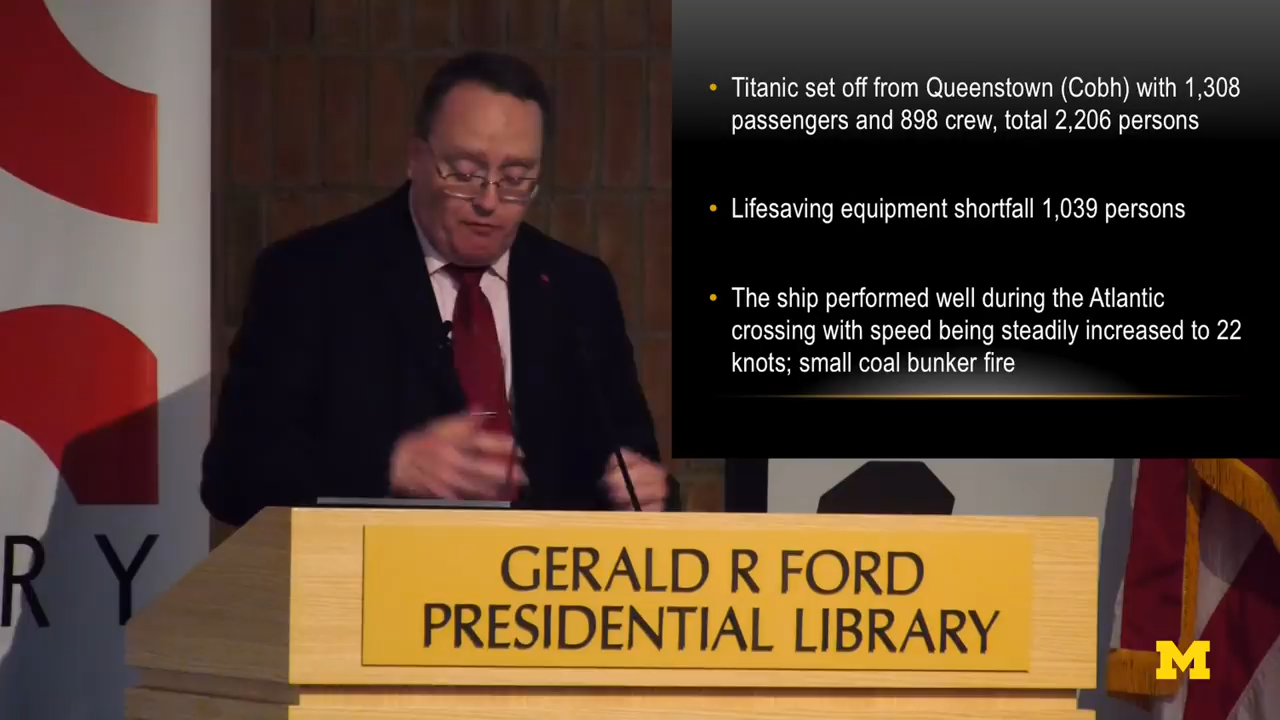 • Titanic set off from Queenstown (Cobh) with 1,308
passengers and 898 crew, total 2,206 persons
• Lifesaving equipment shortfall 1,039 persons
• The ship performed well during the Atlantic
crossing with speed being steadily increased to 22
knots; small coal bunker fire
RY
GERALD R FORD
PRESIDENTIAL LIBRARY
M